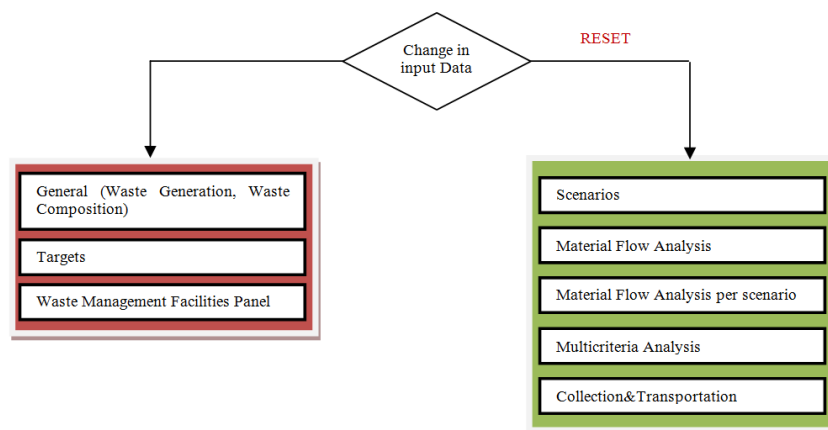 Change in
input Data
RESET
General (Waste Generation, Waste
Composition)
Targets
Waste Management Facilities Panel
Scenarios
Material Flow Analysis
Material Flow Analysis per scenario
Multicriteria Analysis
Collection&Transportation